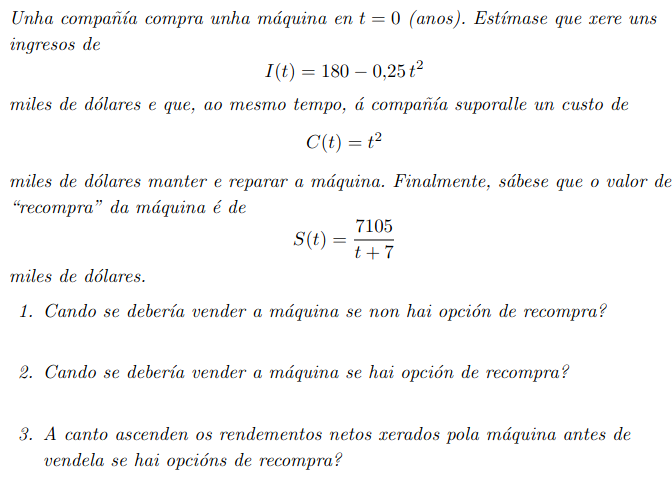 Unha compañía compra unha máquina en t = 0 (anos). Estímase que xere uns
ingresos de
I(t) = 180 − 0,25 t²
miles de dólares e que, ao mesmo tempo, á compañía suporalle un custo de
C(t) = t²
miles de dólares manter e reparar a máquina. Finalmente, sábese que o valor de
“recompra” da máquina é de
S(t) = 7105 / (t + 7)
miles de dólares.
1. Cando se debería vender a máquina se non hai opción de recompra?
2. Cando se debería vender a máquina se hai opción de recompra?
3. A canto ascenden os rendementos netos xerados pola máquina antes de
vendela se hai opcións de recompra?